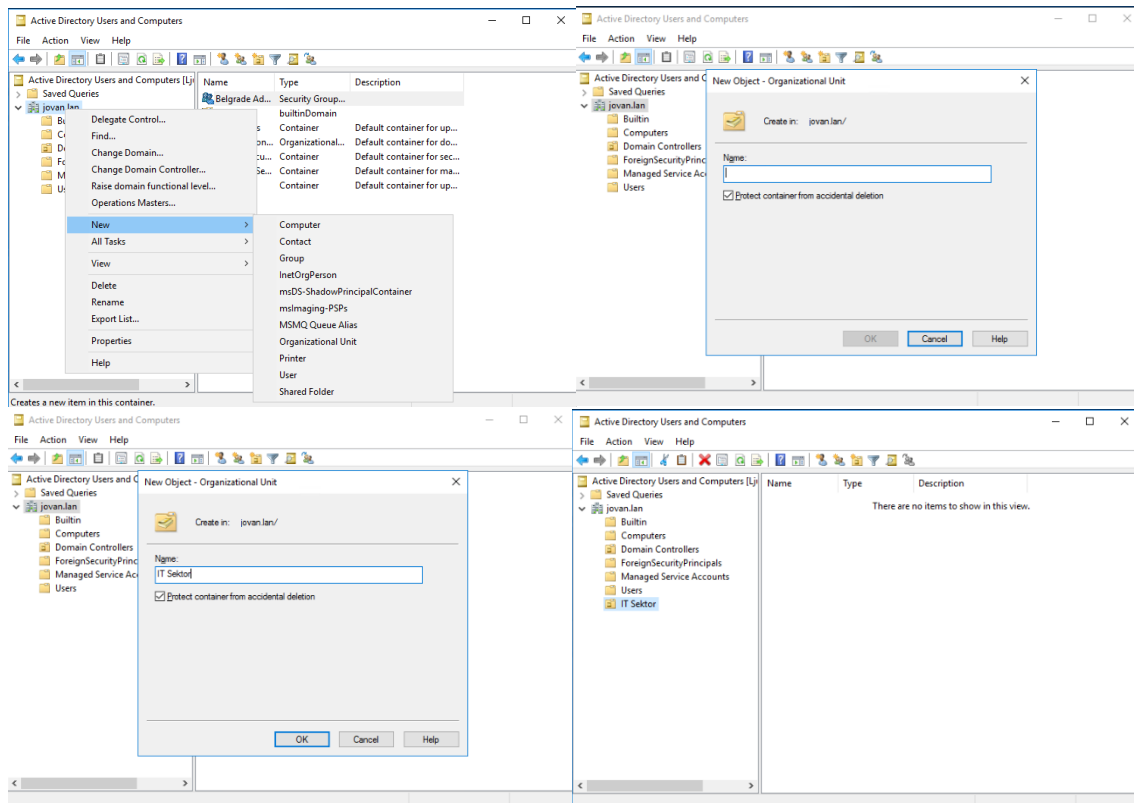 Active Directory Users and Computers
File Action View Help
Active Directory Users and Computers [Lj
Saved Queries
jovan.lan
Name Type Description
Belgrade Ad... Security Group...
builtinDomain
Container Default container for up...
Organizational... Default container for do...
Container Default container for sec...
Container Default container for ma...
Container Default container for up...
Delegate Control...
Find...
Change Domain...
Change Domain Controller...
Raise domain functional level...
Operations Masters...
New
All Tasks
View
Delete
Rename
Export List...
Properties
Help
Computer
Contact
Group
InetOrgPerson
msDS-ShadowPrincipalContainer
msImaging-PSPs
MSMQ Queue Alias
Organizational Unit
Printer
User
Shared Folder
Creates a new item in this container.
Active Directory Users and Computers
File Action View Help
Active Directory Users and C
Saved Queries
jovan.lan
Builtin
Computers
Domain Controllers
ForeignSecurityPrinc
Managed Service Ac
Users
New Object - Organizational Unit
Create in: jovan.lan/
Name:
Protect container from accidental deletion
OK Cancel Help
Active Directory Users and Computers
File Action View Help
Active Directory Users and C
Saved Queries
jovan.lan
Builtin
Computers
Domain Controllers
ForeignSecurityPrinc
Managed Service Ac
Users
New Object - Organizational Unit
Create in: jovan.lan/
Name:
IT Sektor
Protect container from accidental deletion
OK Cancel Help
Active Directory Users and Computers
File Action View Help
Active Directory Users and Computers [Lj
Saved Queries
jovan.lan
Builtin
Computers
Domain Controllers
ForeignSecurityPrincipals
Managed Service Accounts
Users
IT Sektor
Name Type Description
There are no items to show in this view.